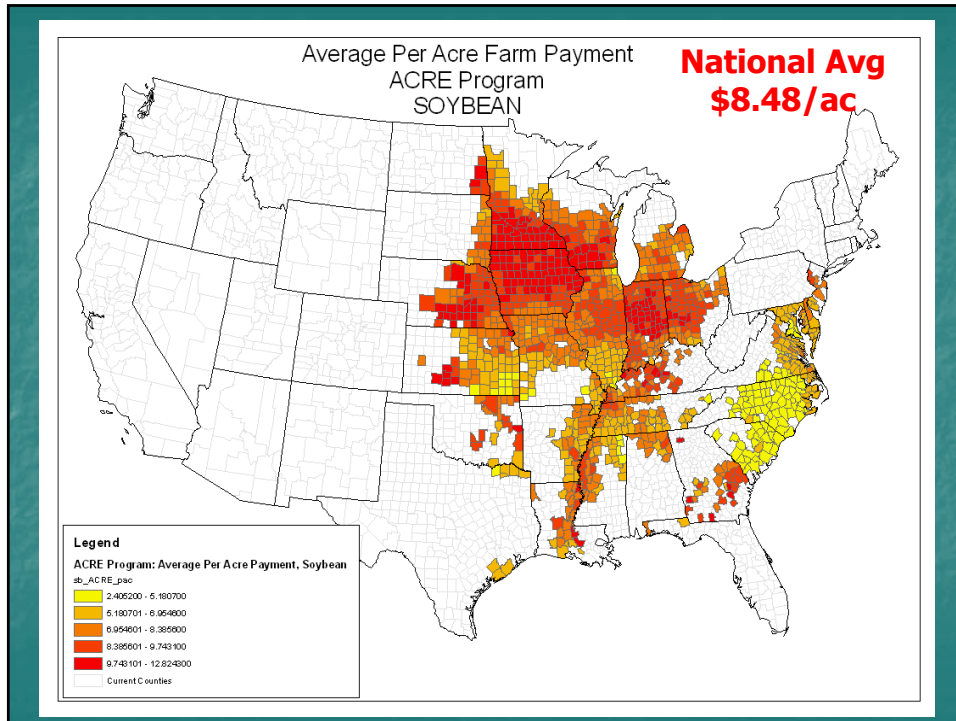 Average Per Acre Farm Payment
ACRE Program
SOYBEAN
National Avg
$8.48/ac
Legend
ACRE Program: Average Per Acre Payment, Soybean
sb_ACRE_pac
2.405200 - 5.180700
5.180701 - 6.954600
6.954601 - 8.385600
8.385601 - 9.743100
9.743101 - 12.824300
Current Counties